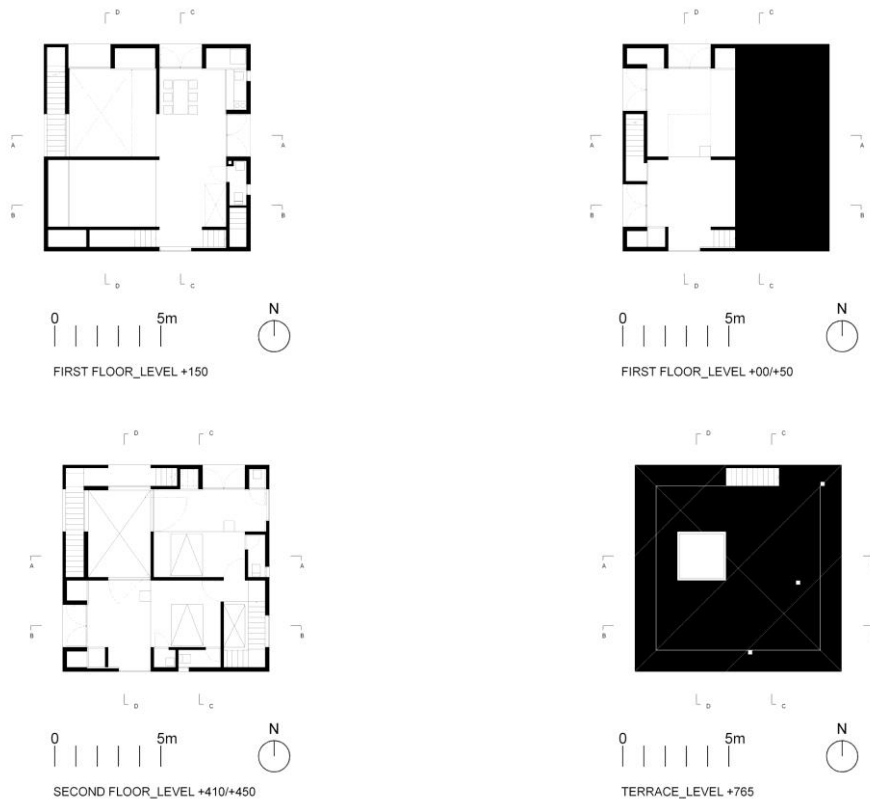 D C D C
A A A A
B B B B
D C D C
0 5m N 0 5m N
FIRST FLOOR_LEVEL +150 FIRST FLOOR_LEVEL +00/+50
D C D C
A A A A
B B B B
D C D C
0 5m N 0 5m N
SECOND FLOOR_LEVEL +410/+450 TERRACE_LEVEL +765